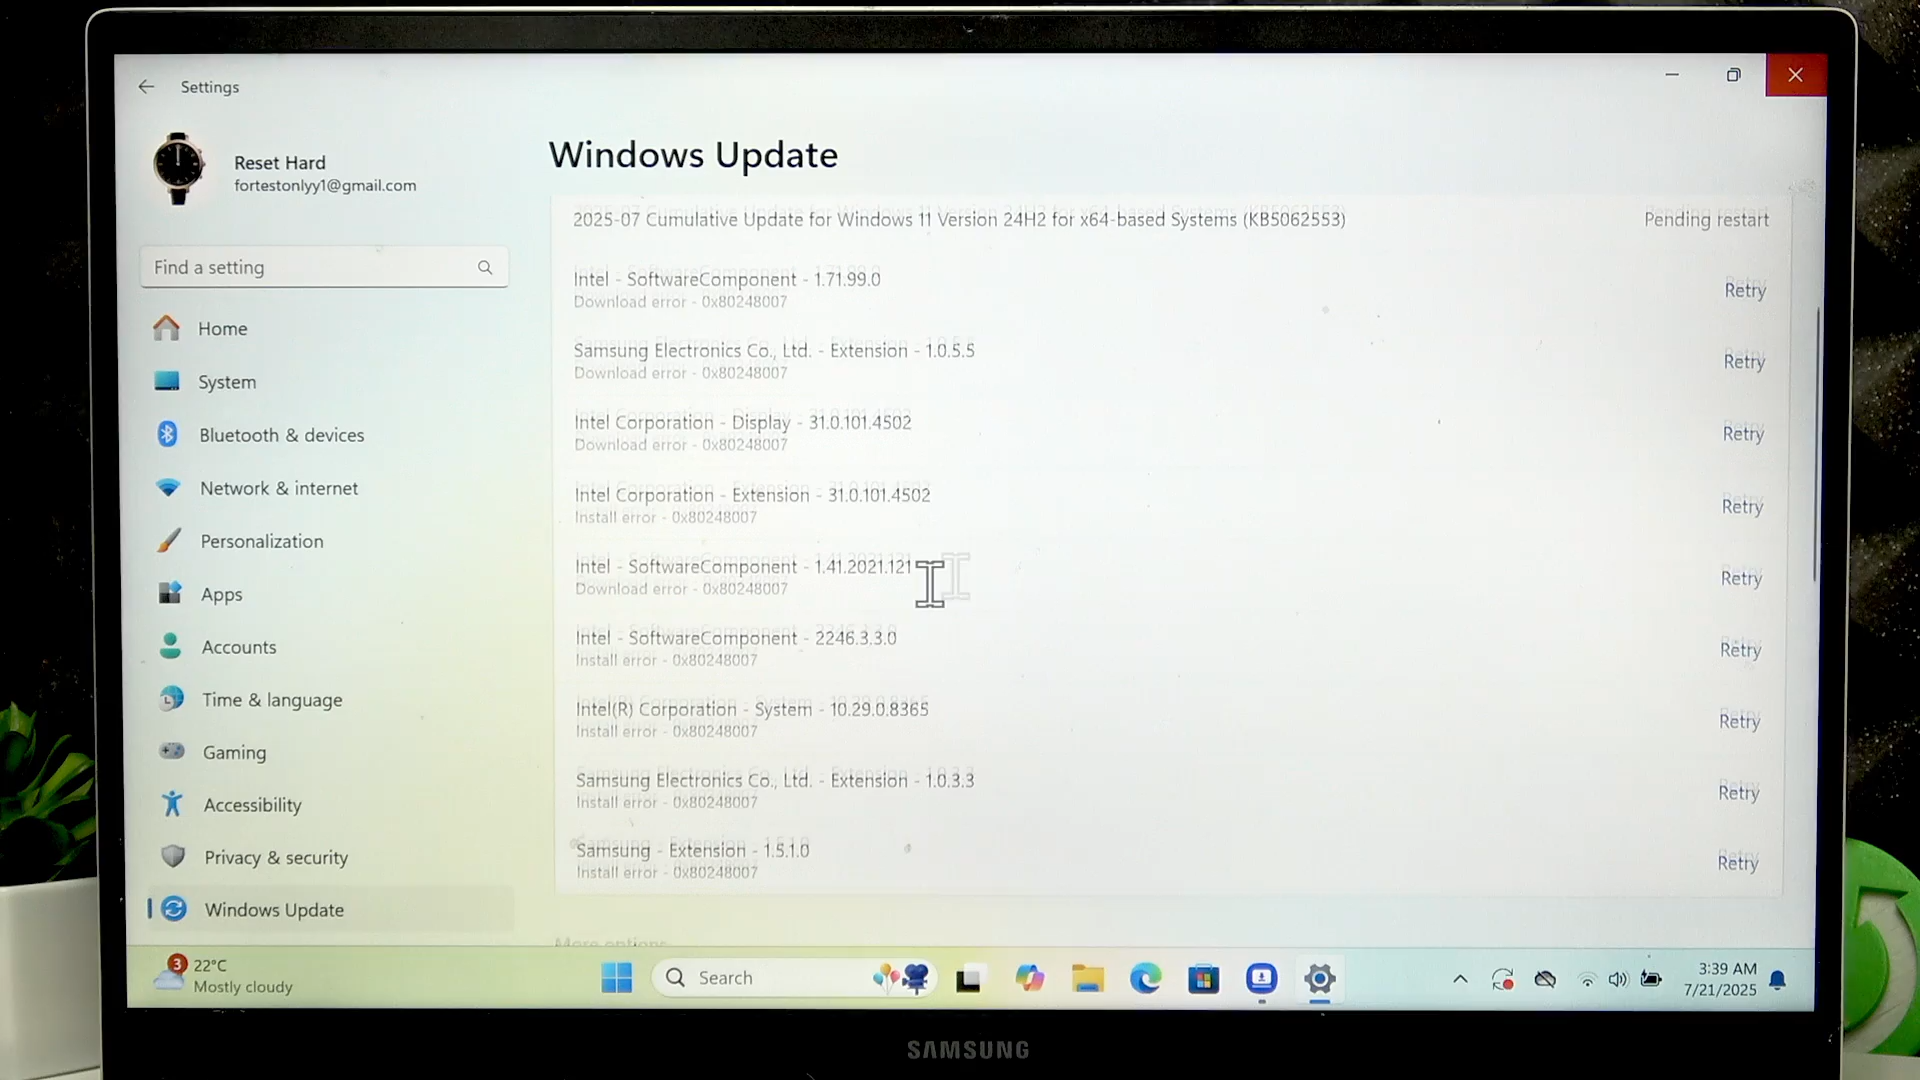 Settings
Reset Hard
fortestonlyy1@gmail.com
Find a setting
Home
System
Bluetooth & devices
Network & internet
Personalization
Apps
Accounts
Time & language
Gaming
Accessibility
Privacy & security
Windows Update
Windows Update
2025-07 Cumulative Update for Windows 11 Version 24H2 for x64-based Systems (KB5062553)
Pending restart
Intel - SoftwareComponent - 1.71.99.0
Download error - 0x80248007
Retry
Samsung Electronics Co., Ltd. - Extension - 1.0.5.5
Download error - 0x80248007
Retry
Intel Corporation - Display - 31.0.101.4502
Download error - 0x80248007
Retry
Intel Corporation - Extension - 31.0.101.4502
Install error - 0x80248007
Retry
Intel - SoftwareComponent - 1.41.2021.121
Download error - 0x80248007
Retry
Intel - SoftwareComponent - 2246.3.3.0
Install error - 0x80248007
Retry
Intel(R) Corporation - System - 10.29.0.8365
Install error - 0x80248007
Retry
Samsung Electronics Co., Ltd. - Extension - 1.0.3.3
Install error - 0x80248007
Retry
Samsung - Extension - 1.5.1.0
Install error - 0x80248007
Retry
More options
3
22°C
Mostly cloudy
Search
3:39 AM
7/21/2025
SAMSUNG